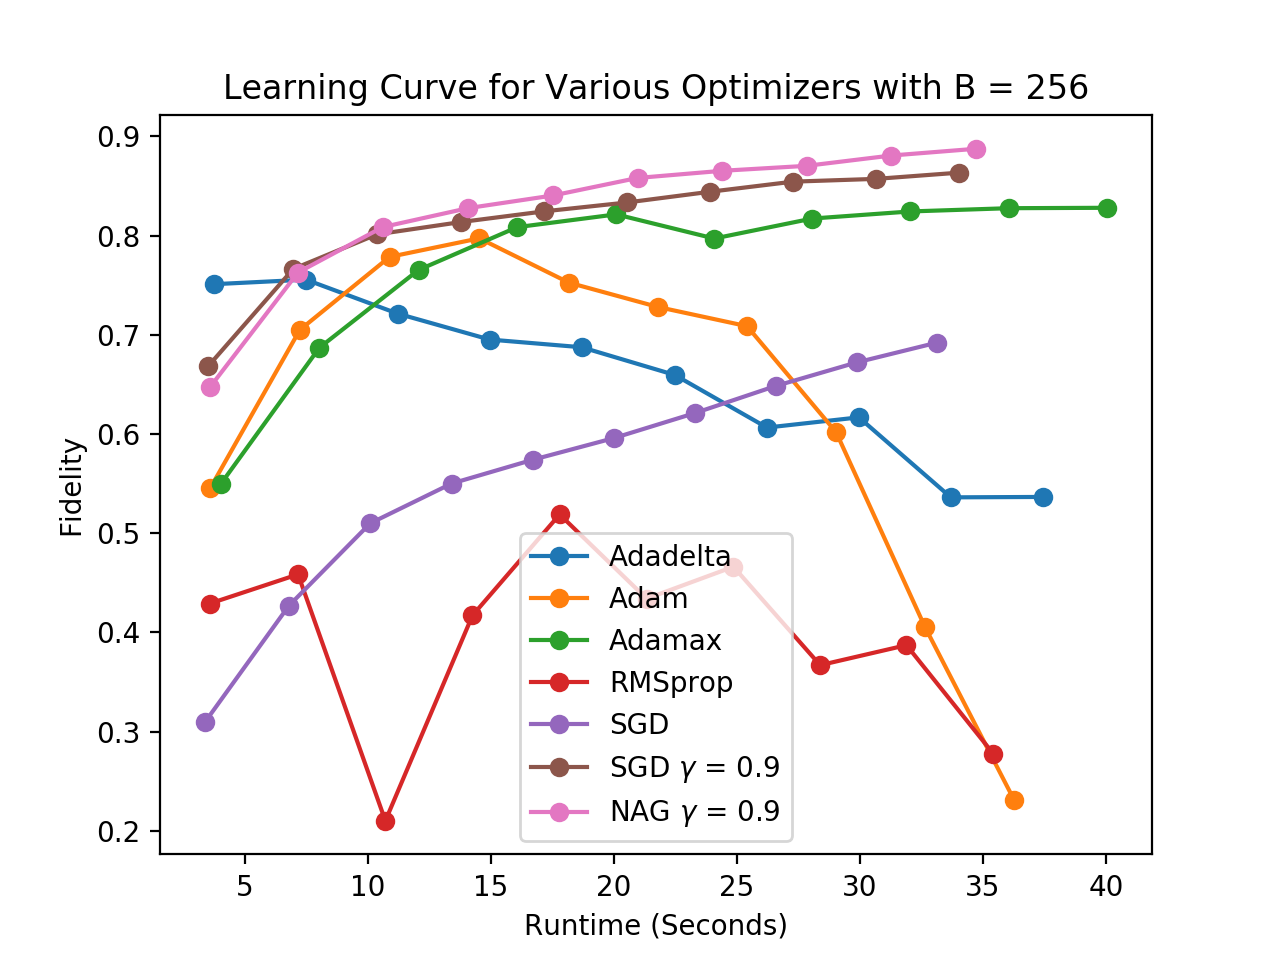 Learning Curve for Various Optimizers with B = 256
0.9
0.8
0.7
0.6
0.5
0.4
0.3
0.2
Fidelity
Adadelta
Adam
Adamax
RMSprop
SGD
SGD γ = 0.9
NAG γ = 0.9
5 10 15 20 25 30 35 40
Runtime (Seconds)